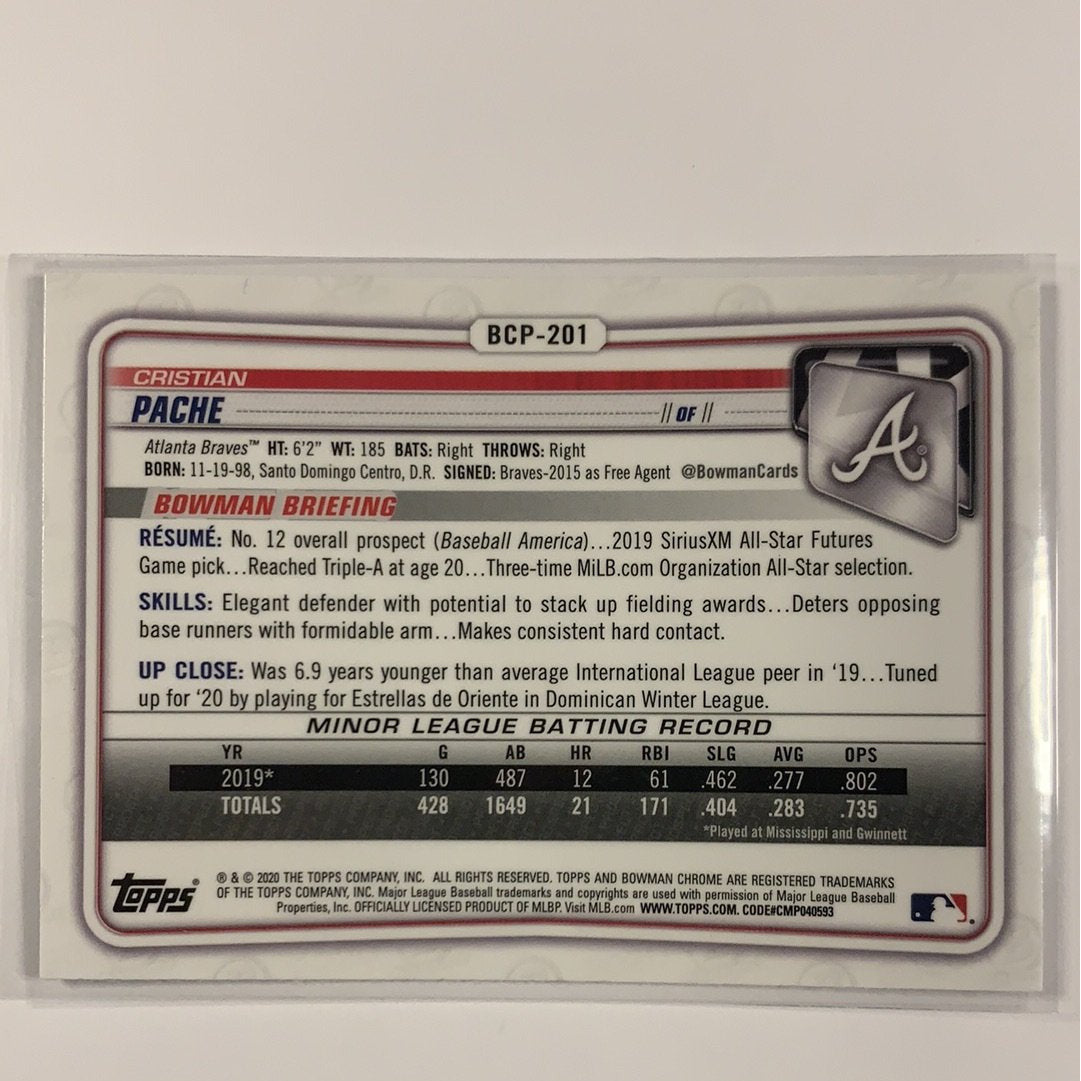 BCP-201
CRISTIAN
PACHE // OF //
Atlanta Braves™ HT: 6'2" WT: 185 BATS: Right THROWS: Right
BORN: 11-19-98, Santo Domingo Centro, D.R. SIGNED: Braves-2015 as Free Agent @BowmanCards
A®
BOWMAN BRIEFING
RÉSUMÉ: No. 12 overall prospect (Baseball America)...2019 SiriusXM All-Star Futures
Game pick...Reached Triple-A at age 20...Three-time MiLB.com Organization All-Star selection.
SKILLS: Elegant defender with potential to stack up fielding awards...Deters opposing
base runners with formidable arm...Makes consistent hard contact.
UP CLOSE: Was 6.9 years younger than average International League peer in '19...Tuned
up for '20 by playing for Estrellas de Oriente in Dominican Winter League.
MINOR LEAGUE BATTING RECORD
YR G AB HR RBI SLG AVG OPS
2019* 130 487 12 61 .462 .277 .802
TOTALS 428 1649 21 171 .404 .283 .735
*Played at Mississippi and Gwinnett
TOPPS®
® & © 2020 THE TOPPS COMPANY, INC. ALL RIGHTS RESERVED. TOPPS AND BOWMAN CHROME ARE REGISTERED TRADEMARKS
OF THE TOPPS COMPANY, INC. Major League Baseball trademarks and copyrights are used with permission of Major League Baseball
Properties, Inc. OFFICIALLY LICENSED PRODUCT OF MLBP. Visit MLB.com WWW.TOPPS.COM. CODE#CMP040593